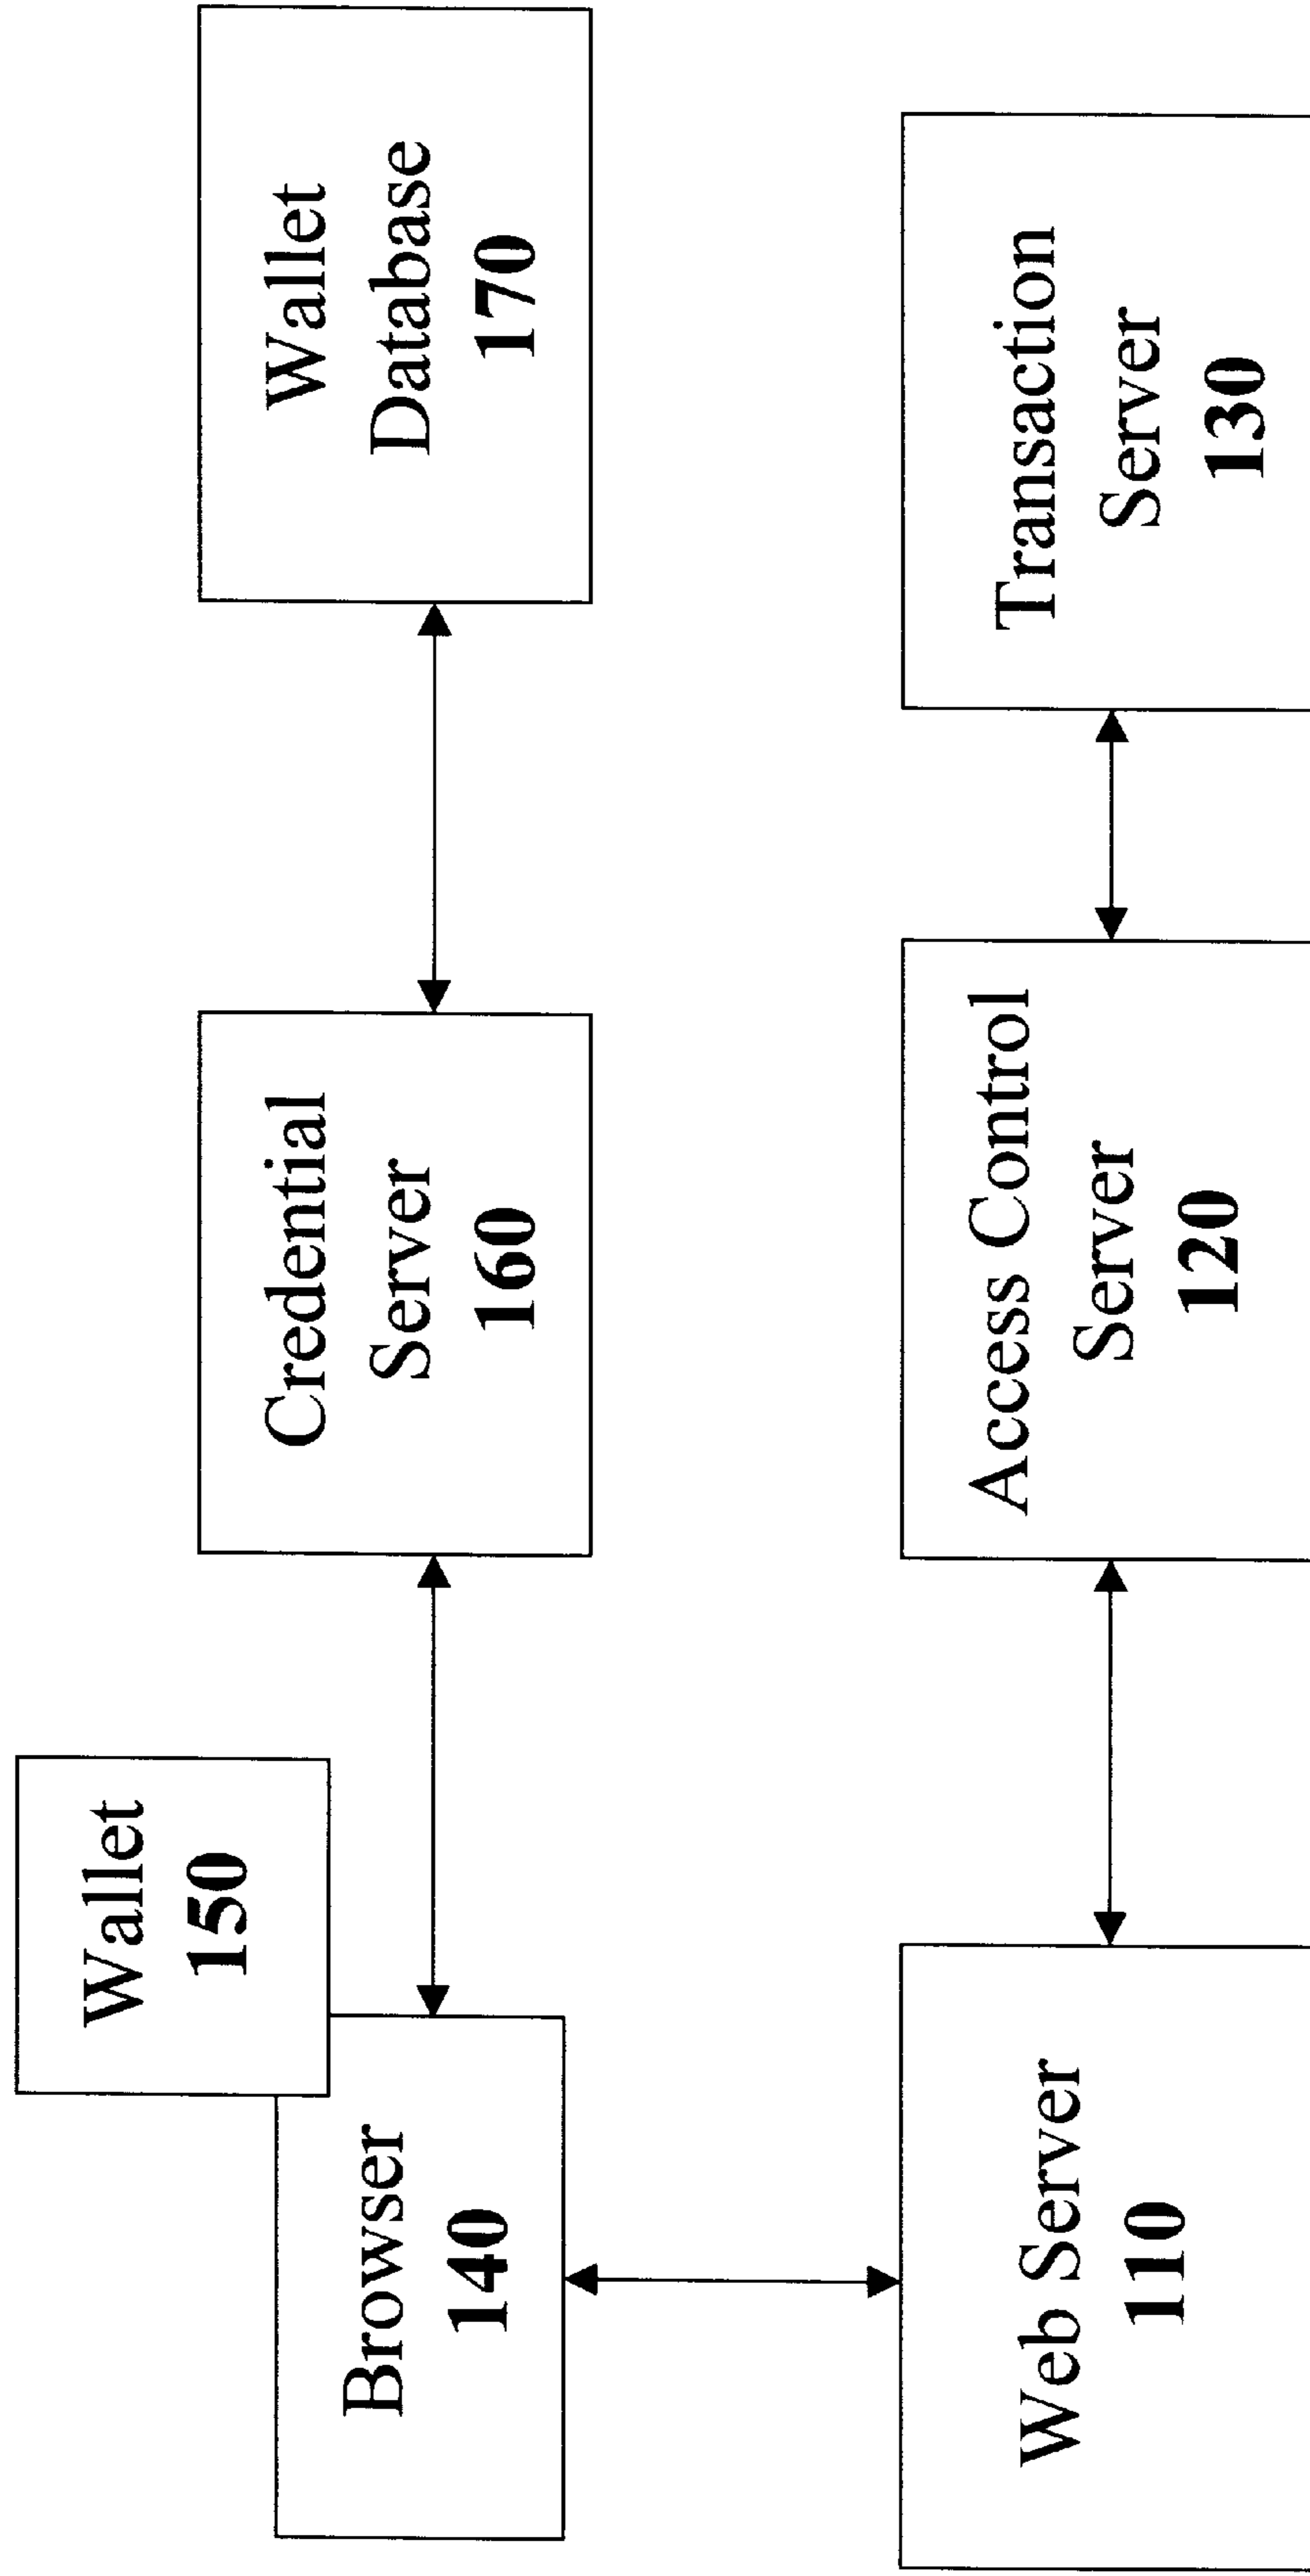 Wallet
150
Browser
140
Credential
Server
160
Wallet
Database
170
Web Server
110
Access Control
Server
120
Transaction
Server
130